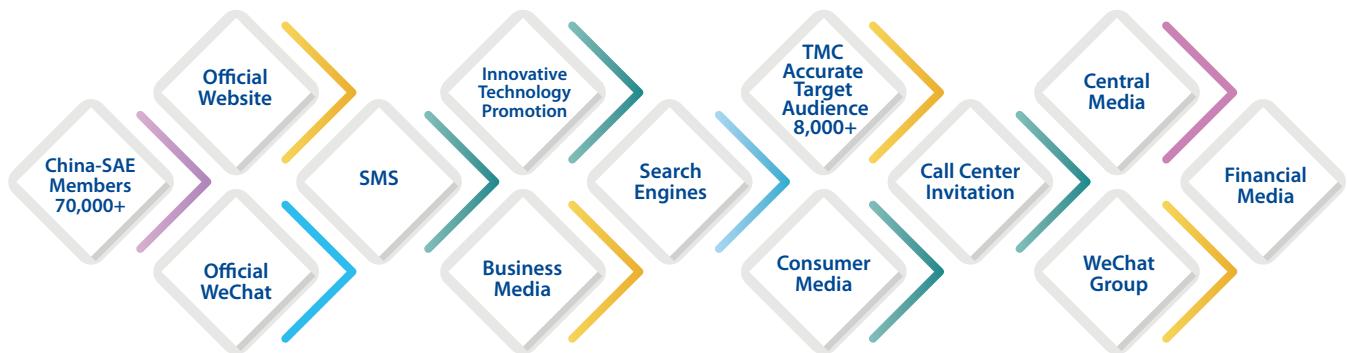 China-SAE
Members
70,000+
Official
Website
Official
WeChat
SMS
Innovative
Technology
Promotion
Business
Media
Search
Engines
TMC
Accurate
Target
Audience
8,000+
Consumer
Media
Call Center
Invitation
Central
Media
WeChat
Group
Financial
Media